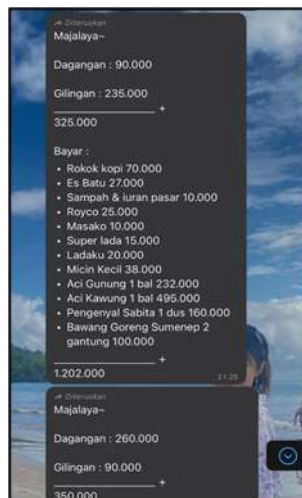 Diteruskan
Majalaya~
Dagangan : 90.000
Gilingan : 235.000
+
325.000
Bayar :
• Rokok kopi 70.000
• Es Batu 27.000
• Sampah & iuran pasar 10.000
• Royco 25.000
• Masako 10.000
• Super lada 15.000
• Ladaku 20.000
• Micin Kecil 38.000
• Aci Gunung 1 bal 232.000
• Aci Kawung 1 bal 495.000
• Pengenyal Sabita 1 dus 160.000
• Bawang Goreng Sumenep 2
gantung 100.000
+
1.202.000
21.25
Diteruskan
Majalaya~
Dagangan : 260.000
Gilingan : 90.000
+
350.000